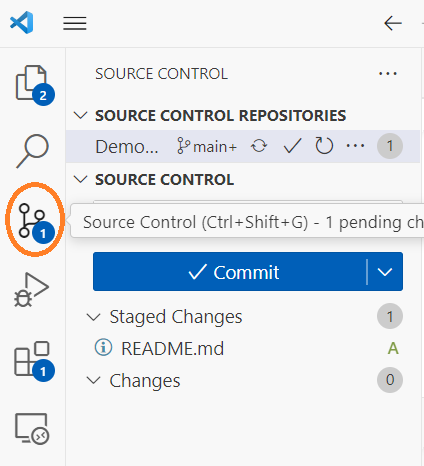 SOURCE CONTROL
2
SOURCE CONTROL REPOSITORIES
Demo... main+ 1
SOURCE CONTROL
1
Source Control (Ctrl+Shift+G) - 1 pending ch
Commit
Staged Changes 1
README.md A
1
Changes 0